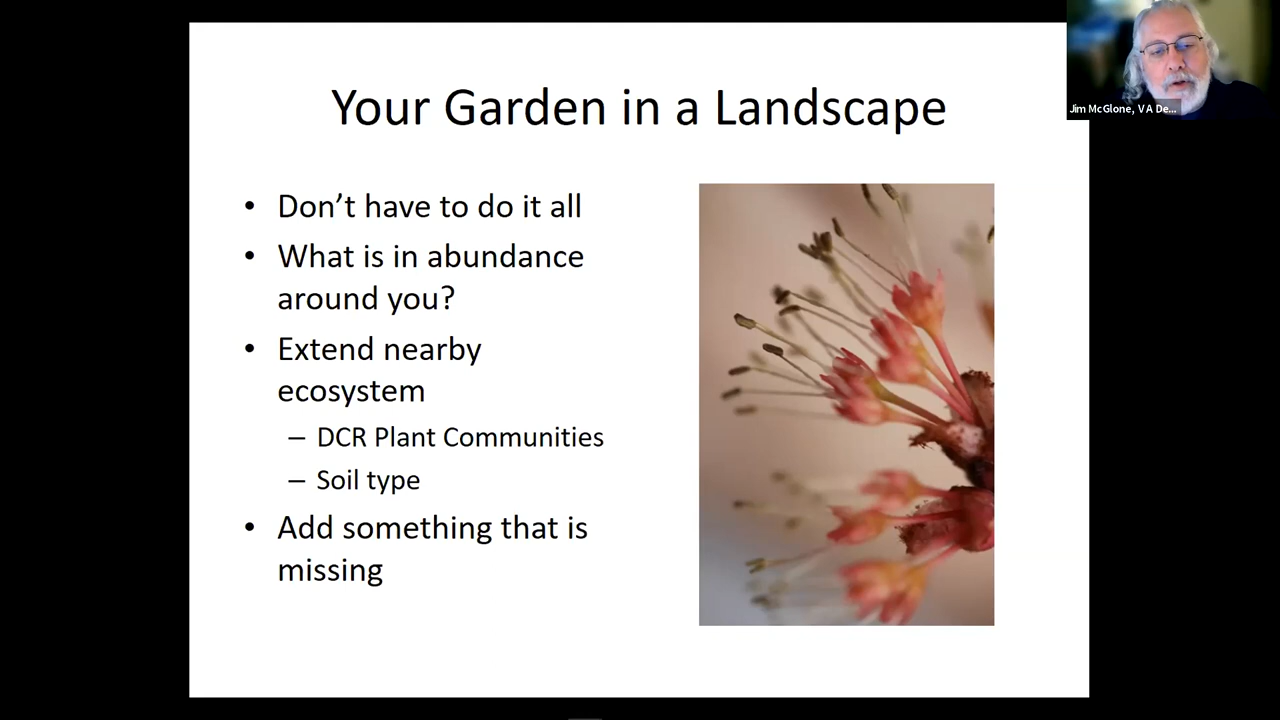 Your Garden in a Landscape
Jim McGlone, VA De...
• Don’t have to do it all
• What is in abundance
around you?
• Extend nearby
ecosystem
– DCR Plant Communities
– Soil type
• Add something that is
missing